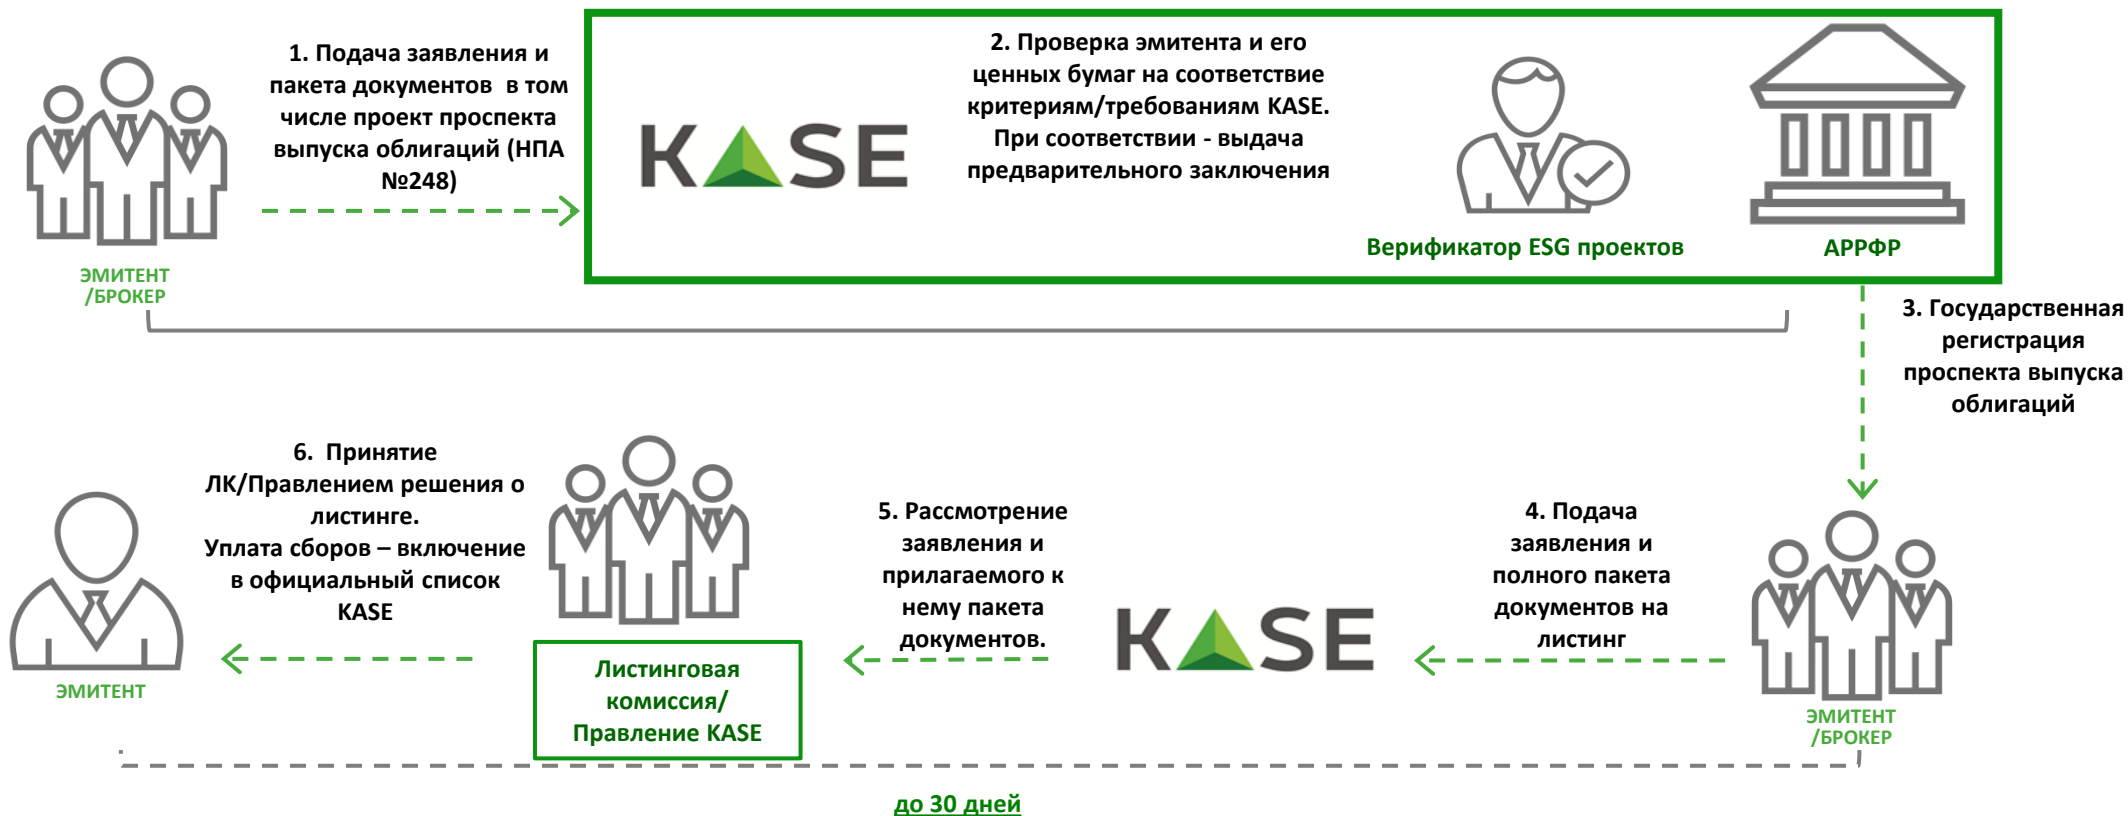 1. Подача заявления и
пакета документов в том
числе проект проспекта
выпуска облигаций (НПА
№248)
ЭМИТЕНТ
/БРОКЕР
KASE
2. Проверка эмитента и его
ценных бумаг на соответствие
критериям/требованиям KASE.
При соответствии - выдача
предварительного заключения
Верификатор ESG проектов
АРРФР
3. Государственная
регистрация
проспекта выпуска
облигаций
4. Подача
заявления и
полного пакета
документов на
листинг
ЭМИТЕНТ
/БРОКЕР
KASE
5. Рассмотрение
заявления и
прилагаемого к
нему пакета
документов.
Листинговая
комиссия/
Правление KASE
6. Принятие
ЛК/Правлением решения о
листинге.
Уплата сборов – включение
в официальный список
KASE
ЭМИТЕНТ
до 30 дней